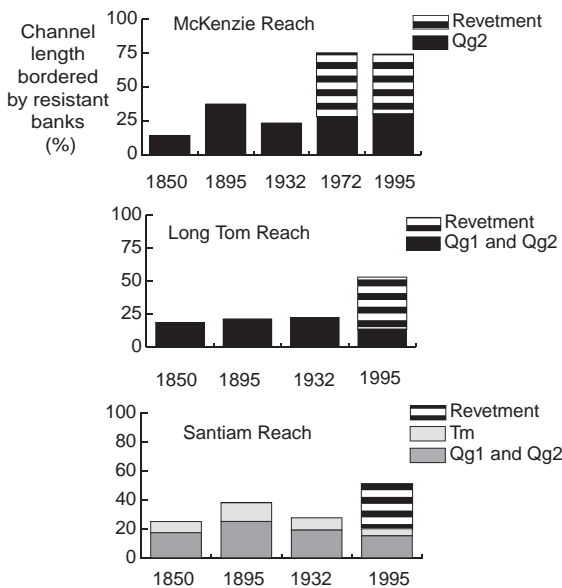 Channel
length
bordered
by resistant
banks
(%)
100
75
50
25
0
McKenzie Reach
Revetment
Qg2
1850 1895 1932 1972 1995
100
75
50
25
0
Long Tom Reach
Revetment
Qg1 and Qg2
1850 1895 1932 1995
100
80
60
40
20
0
Santiam Reach
Revetment
Tm
Qg1 and Qg2
1850 1895 1932 1995